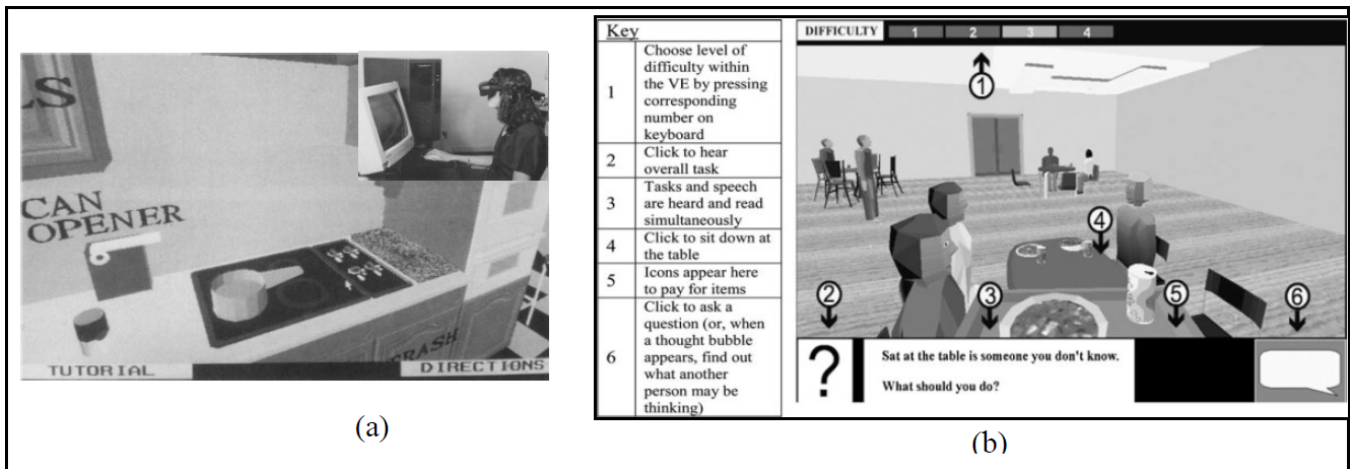 LS
CAN
OPENER
TRASH
TUTORIAL
DIRECTIONS
(a)
Key
1
Choose level of
difficulty within
the VE by pressing
corresponding
number on
keyboard
2
Click to hear
overall task
3
Tasks and speech
are heard and read
simultaneously
4
Click to sit down at
the table
5
Icons appear here
to pay for items
6
Click to ask a
question (or, when
a thought bubble
appears, find out
what another
person may be
thinking)
DIFFICULTY 1 2 3 4
1
4
2 3 5 6
? Sat at the table is someone you don't know.
What should you do?
(b)